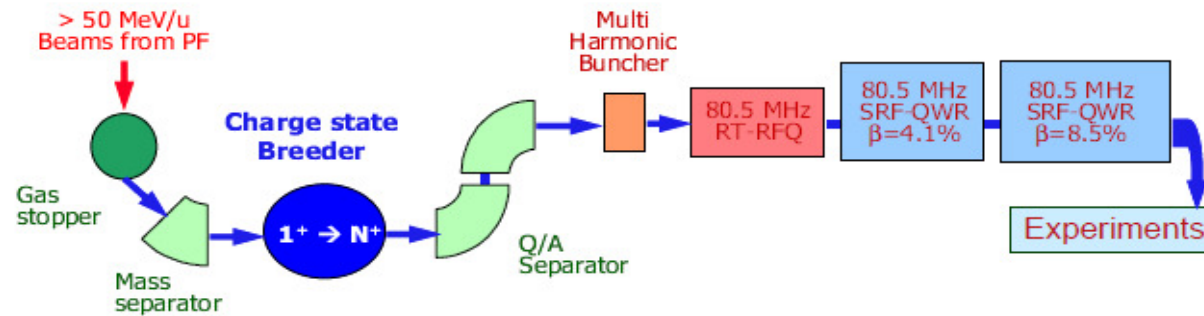 > 50 MeV/u
Beams from PF
Gas
stopper
Mass
separator
Charge state
Breeder
1⁺ → N⁺
Q/A
Separator
Multi
Harmonic
Buncher
80.5 MHz
RT-RFQ
80.5 MHz
SRF-QWR
β=4.1%
80.5 MHz
SRF-QWR
β=8.5%
Experiments